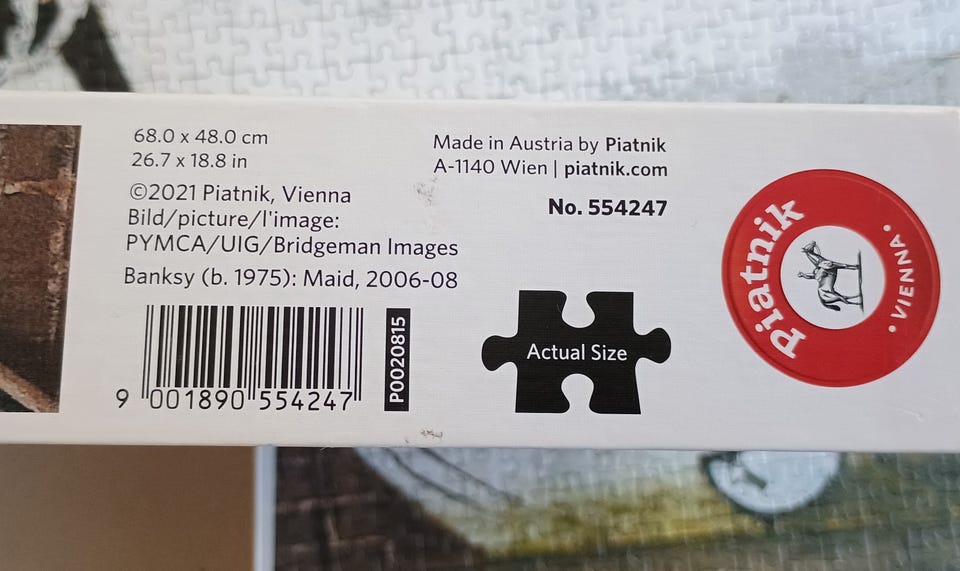 68.0 x 48.0 cm
26.7 x 18.8 in
©2021 Piatnik, Vienna
Bild/picture/l'image:
PYMCA/UIG/Bridgeman Images
Banksy (b. 1975): Maid, 2006-08
9 001890 554247
P0020815
Made in Austria by Piatnik
A-1140 Wien | piatnik.com
No. 554247
Actual Size
Piatnik
• VIENNA •